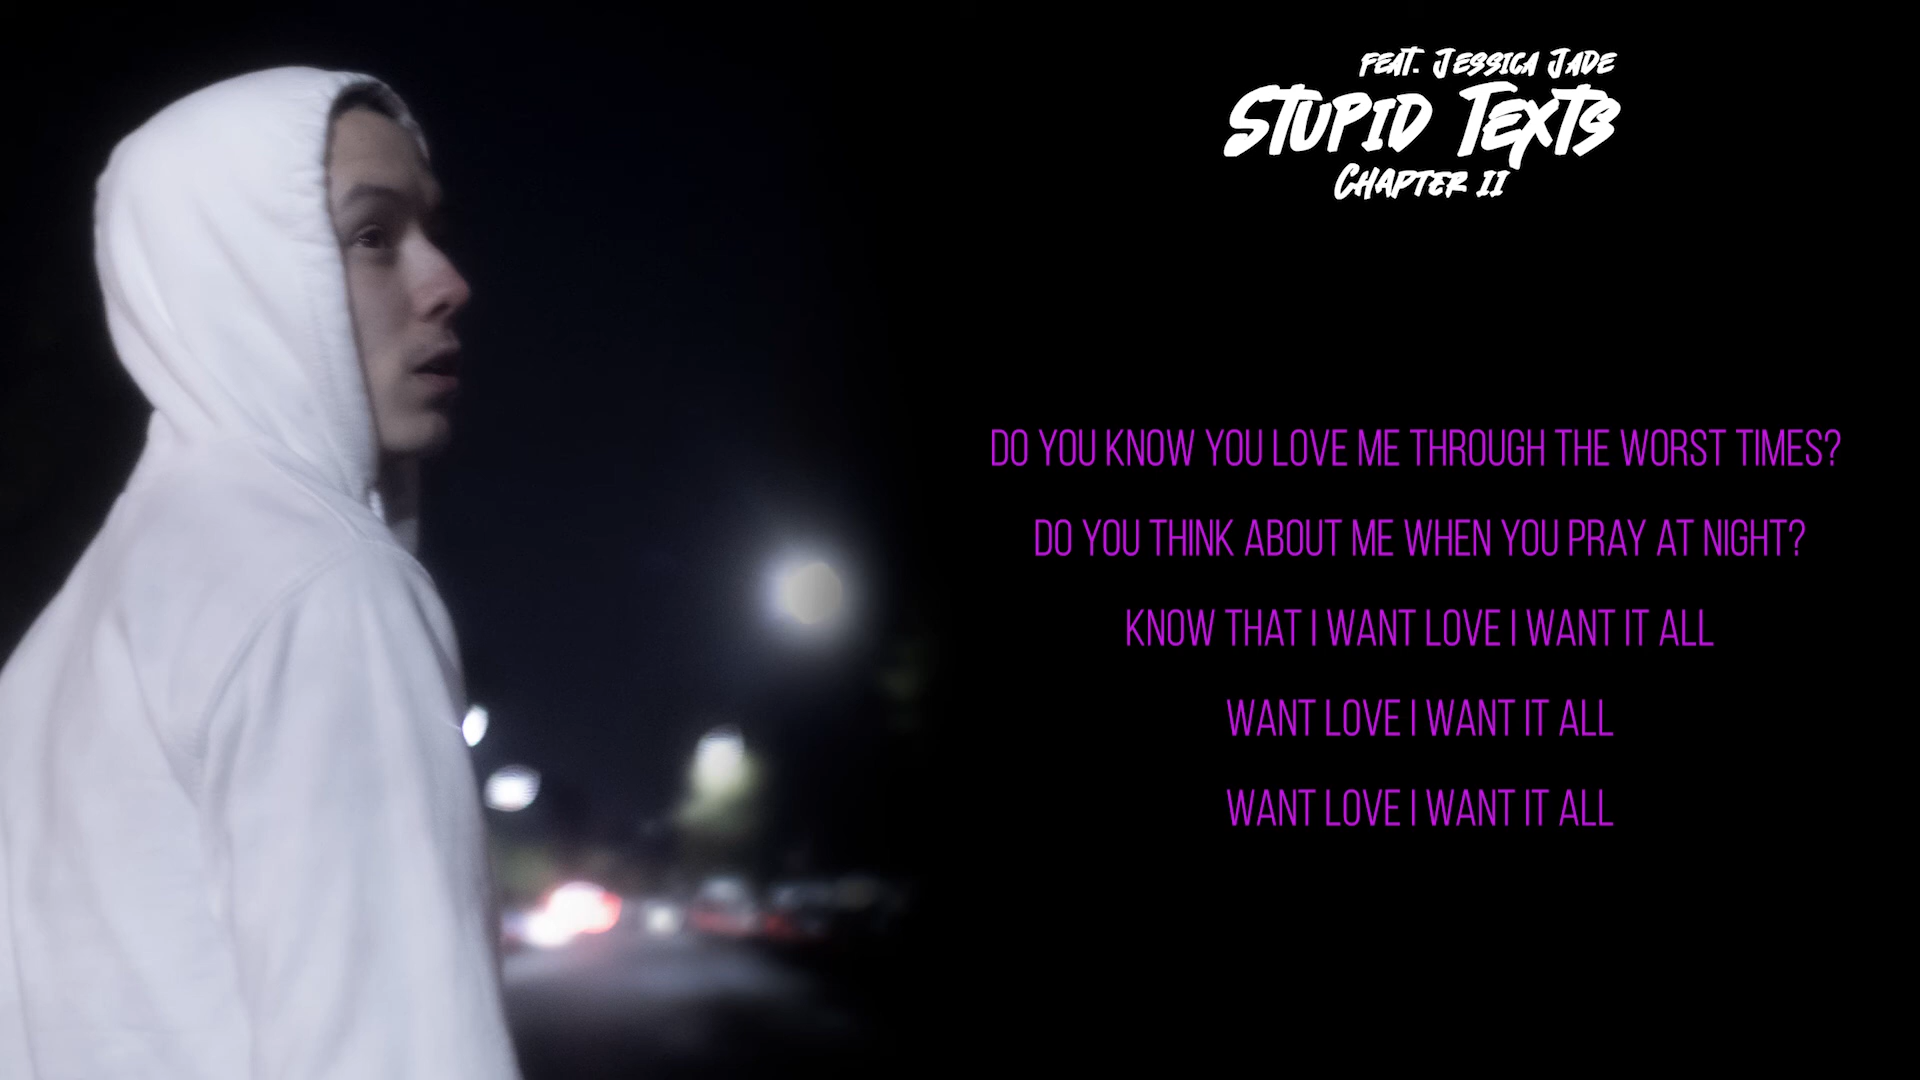 FEAT. JESSICA JADE
STUPID TEXTS
CHAPTER II
DO YOU KNOW YOU LOVE ME THROUGH THE WORST TIMES?
DO YOU THINK ABOUT ME WHEN YOU PRAY AT NIGHT?
KNOW THAT I WANT LOVE I WANT IT ALL
WANT LOVE I WANT IT ALL
WANT LOVE I WANT IT ALL